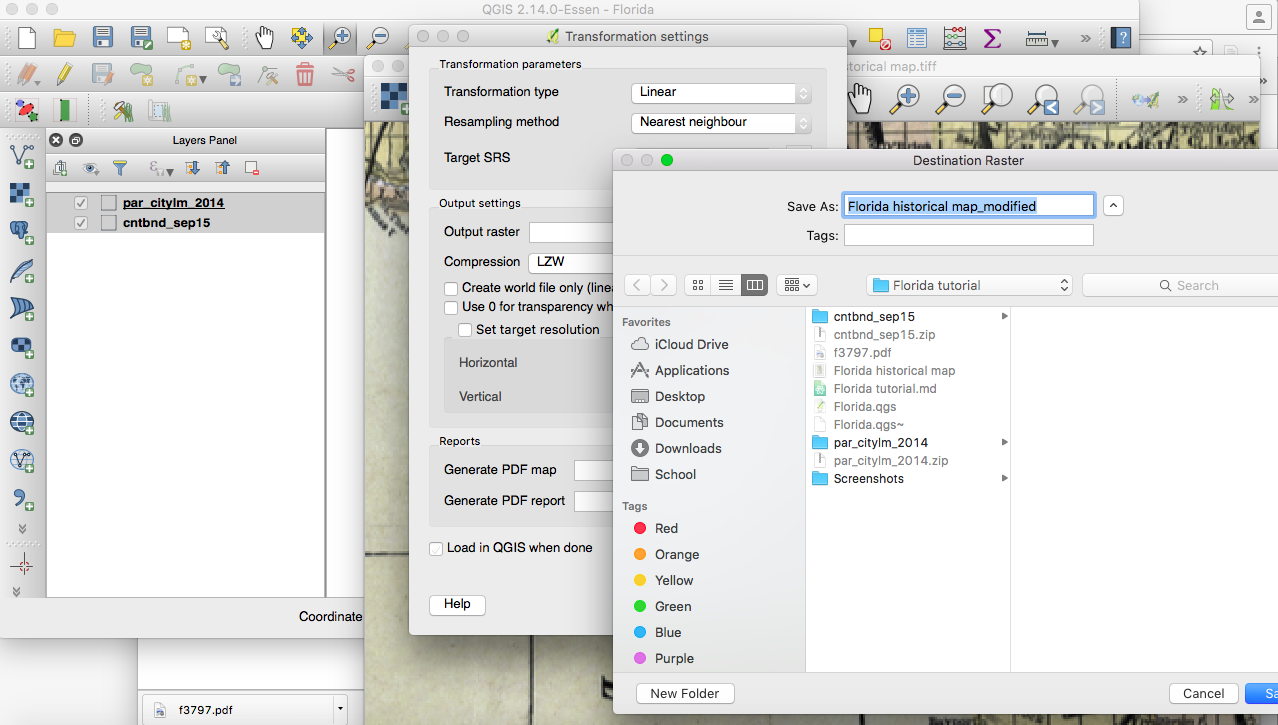 QGIS 2.14.0-Essen - Florida
Transformation settings
storical map.tiff
Layers Panel
par_citylm_2014
cntbnd_sep15
Coordinate
f3797.pdf
Transformation parameters
Transformation type
Linear
Resampling method
Nearest neighbour
Target SRS
Output settings
Output raster
Compression
LZW
Create world file only (linea
Use 0 for transparency wh
Set target resolution
Horizontal
Vertical
Reports
Generate PDF map
Generate PDF report
Load in QGIS when done
Help
Destination Raster
Save As:
Florida historical map_modified
Tags:
Florida tutorial
Search
Favorites
iCloud Drive
Applications
Desktop
Documents
Downloads
School
Tags
Red
Orange
Yellow
Green
Blue
Purple
cntbnd_sep15
cntbnd_sep15.zip
f3797.pdf
Florida historical map
Florida tutorial.md
Florida.qgs
Florida.qgs~
par_citylm_2014
par_citylm_2014.zip
Screenshots
New Folder
Cancel
Sa